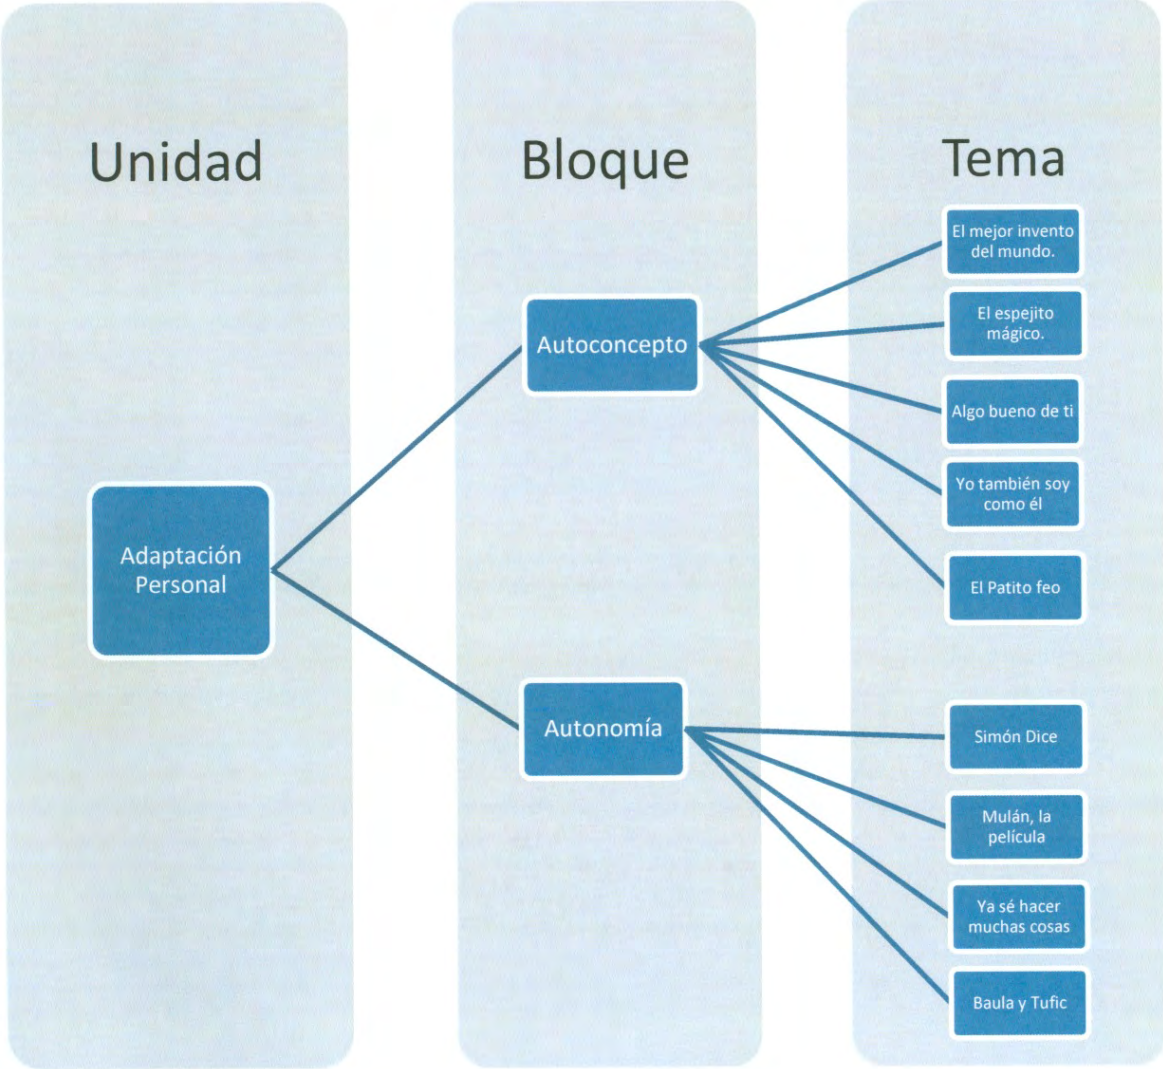 Unidad
Bloque
Tema
Adaptación
Personal
Autoconcepto
Autonomía
El mejor invento
del mundo.
El espejito
mágico.
Algo bueno de ti
Yo también soy
como él
El Patito feo
Simón Dice
Mulán, la
película
Ya sé hacer
muchas cosas
Baula y Tufic